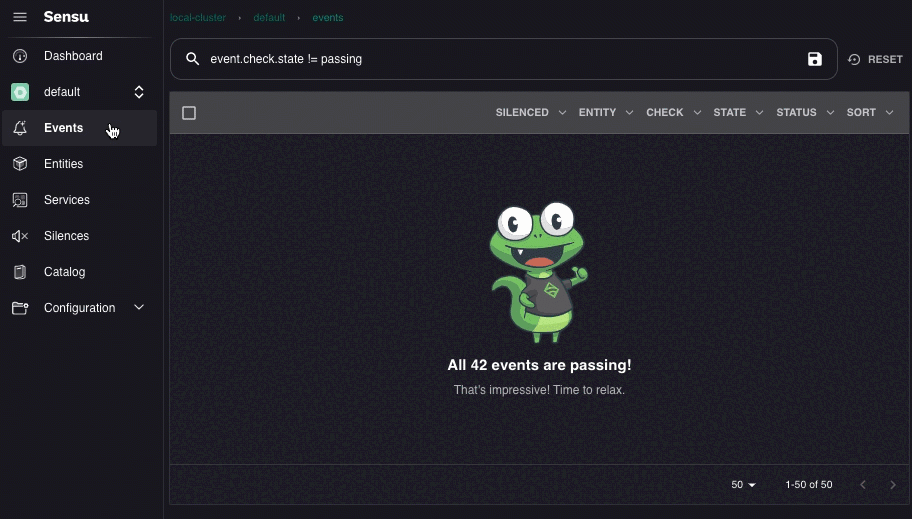 Sensu
local-cluster › default › events
event.check.state != passing
RESET
Dashboard
default
Events
Entities
Services
Silences
Catalog
Configuration
SILENCED ENTITY CHECK STATE STATUS SORT
All 42 events are passing!
That's impressive! Time to relax.
50 1-50 of 50